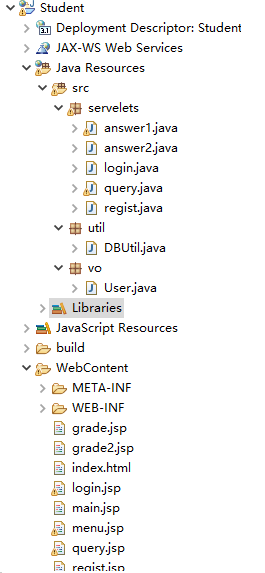 Student
Deployment Descriptor: Student
JAX-WS Web Services
Java Resources
src
servelets
answer1.java
answer2.java
login.java
query.java
regist.java
util
DBUtil.java
vo
User.java
Libraries
JavaScript Resources
build
WebContent
META-INF
WEB-INF
grade.jsp
grade2.jsp
index.html
login.jsp
main.jsp
menu.jsp
query.jsp
regist.jsp